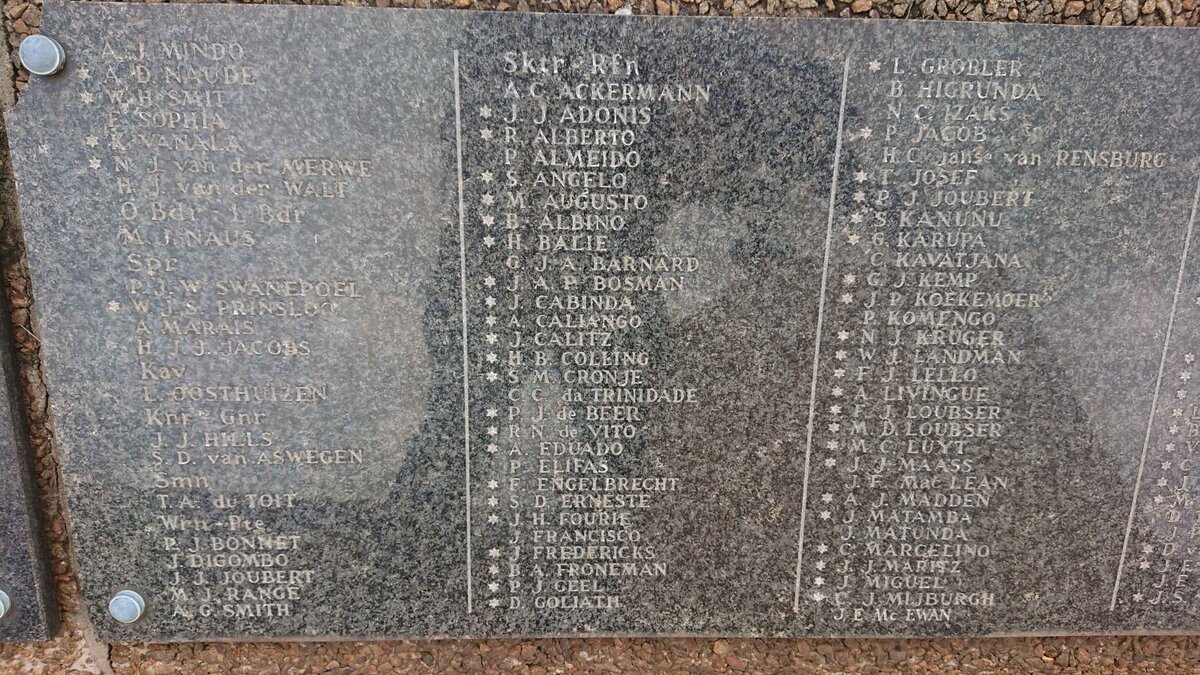 A. J. MINDO
* A. D. NAUDE
* W. H. SMIT
F. SOPHIA
* K. VANALA
* N. J. van der MERWE
H. J. van der WALT
O Bdr - L Bdr
M. J. NAUS
Spr
P. J. W. SWANEPOEL
* W. J. S. PRINSLOO
A. MARAIS
H. J. J. JACOBS
Kav
L. OOSTHUIZEN
Knr - Gnr
J. J. HILLS
S. D. van ASWEGEN
Smn
T. A. du TOIT
Wrn - Pte
P. J. BONNET
J. DIGOMBO
J. J. JOUBERT
M. J. RANGE
A. G. SMITH
Sktr - Rfn
A. C. ACKERMANN
* J. J. ADONIS
* R. ALBERTO
P. ALMEIDO
* S. ANGELO
* M. AUGUSTO
* B. ALBINO
* H. BALIE
G. J. A. BARNARD
* J. A. P. BOSMAN
* J. CABINDA
* A. CALIANGO
* J. CALITZ
* H. B. COLLING
* S. M. CRONJE
C. C. da TRINIDADE
* P. J. de BEER
* R. N. de VITO
* A. EDUADO
P. ELIFAS
* F. ENGELBRECHT
* S. D. ERNESTE
* J. H. FOURIE
J. FRANCISCO
* J. FREDERICKS
* B. A. FRONEMAN
* P. J. GEEL
* D. GOLIATH
* L. GROBLER
B. HIGRUNDA
N. C. IZAKS
* P. JACOB
H. C. janse van RENSBURG
* T. JOSEF
* P. J. JOUBERT
* S. KANUNU
* G. KARUPA
C. KAVATJANA
* G. J. KEMP
* J. P. KOEKEMOER
P. KOMENGO
* N. J. KRUGER
* W. J. LANDMAN
* F. J. LELLO
* A. LIVINGUE
* F. J. LOUBSER
* M. D. LOUBSER
* M. C. LUYT
* J. J. MAASS
J. F. Mac LEAN
* A. J. MADDEN
* J. MATAMBA
J. MATUNDA
* C. MARCELINO
* J. J. MARITZ
* J. MIGUEL
* C. J. MIJBURGH
J. E. Mc EWAN